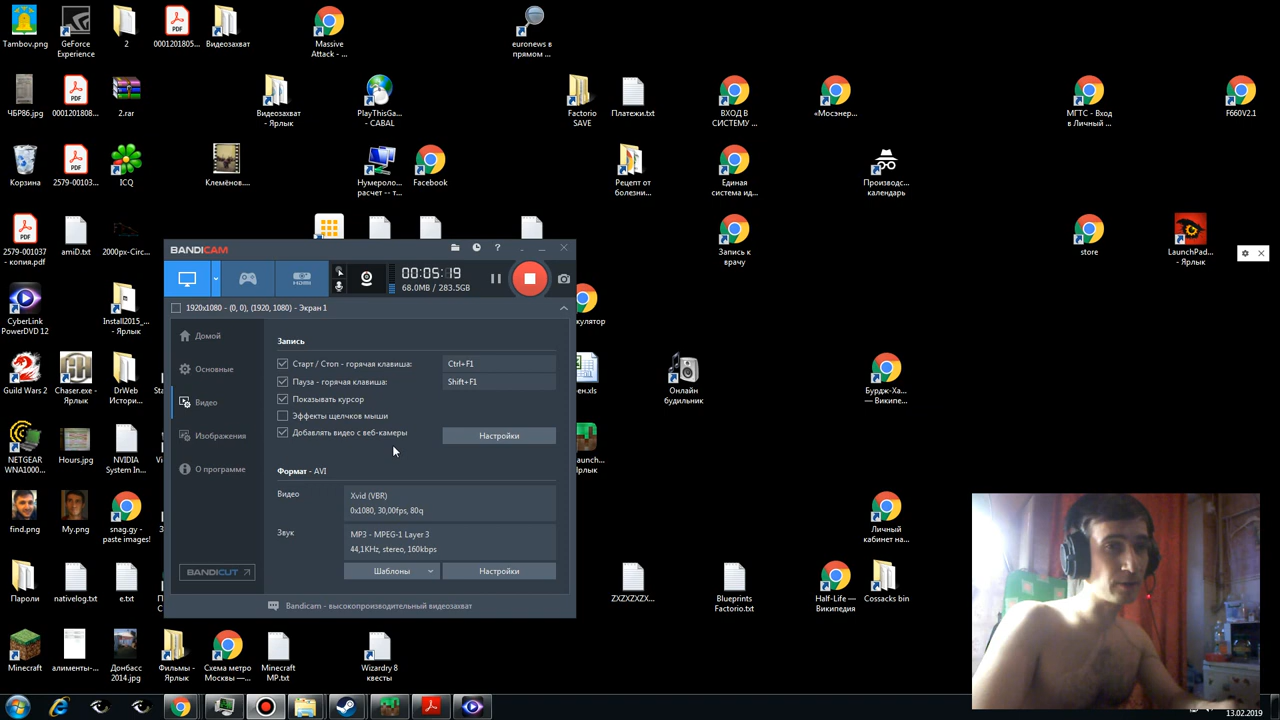 Tambov.png
GeForce
Experience
2
0001201805...
Видеозахват
Massive
Attack - ...
euronews в
прямом ...
ЧБР86.jpg
0001201808...
2.rar
Видеозахват
- Ярлык
PlayThisGa...
- CABAL
Factorio
SAVE
Платежи.txt
ВХОД В
СИСТЕМУ ...
«Мосэнер...
МГТС - Вход
в Личный ...
F660V2.1
Корзина
2579-00103...
ICQ
Клемёнов....
Нумероло...
расчет -- т...
Facebook
Рецепт от
болезни...
Единая
система ид...
Производс...
календарь
2579-001037
- копия.pdf
amiD.txt
2000px-Circ...
Запись к
врачу
store
LaunchPad...
- Ярлык
BANDICAM
?
00:05:19
68.0MB / 283.5GB
HDMI
1920x1080 - (0, 0), (1920, 1080) - Экран 1
Домой
Основные
Видео
Изображения
О программе
BANDICUT
Запись
Старт / Стоп - горячая клавиша:
Ctrl+F1
Пауза - горячая клавиша:
Shift+F1
Показывать курсор
Эффекты щелчков мыши
Добавлять видео с веб-камеры
Настройки
Формат - AVI
Видео
Xvid (VBR)
0x1080, 30,00fps, 80q
Звук
MP3 - MPEG-1 Layer 3
44,1KHz, stereo, 160kbps
Шаблоны
Настройки
Bandicam - высокопроизводительный видеозахват
CyberLink
PowerDVD 12
Install2015_...
- Ярлык
Guild Wars 2
Chaser.exe -
Ярлык
DrWeb
Истори...
Онлайн
будильник
Бурдж-Ха...
— Википе...
NETGEAR
WNA1000...
Hours.jpg
NVIDIA
System In...
- Ярлык
find.png
My.png
snag.gy -
paste images!
Личный
кабинет на...
Пароли
nativelog.txt
e.txt
ZXZXZXZX...
Blueprints
Factorio.txt
Half-Life —
Википедия
Cossacks bin
Minecraft
алименты-...
Донбасс
2014.jpg
Фильмы -
Ярлык
Схема метро
Москвы —...
Minecraft
MP.txt
Wizardry 8
квесты
13.02.2019